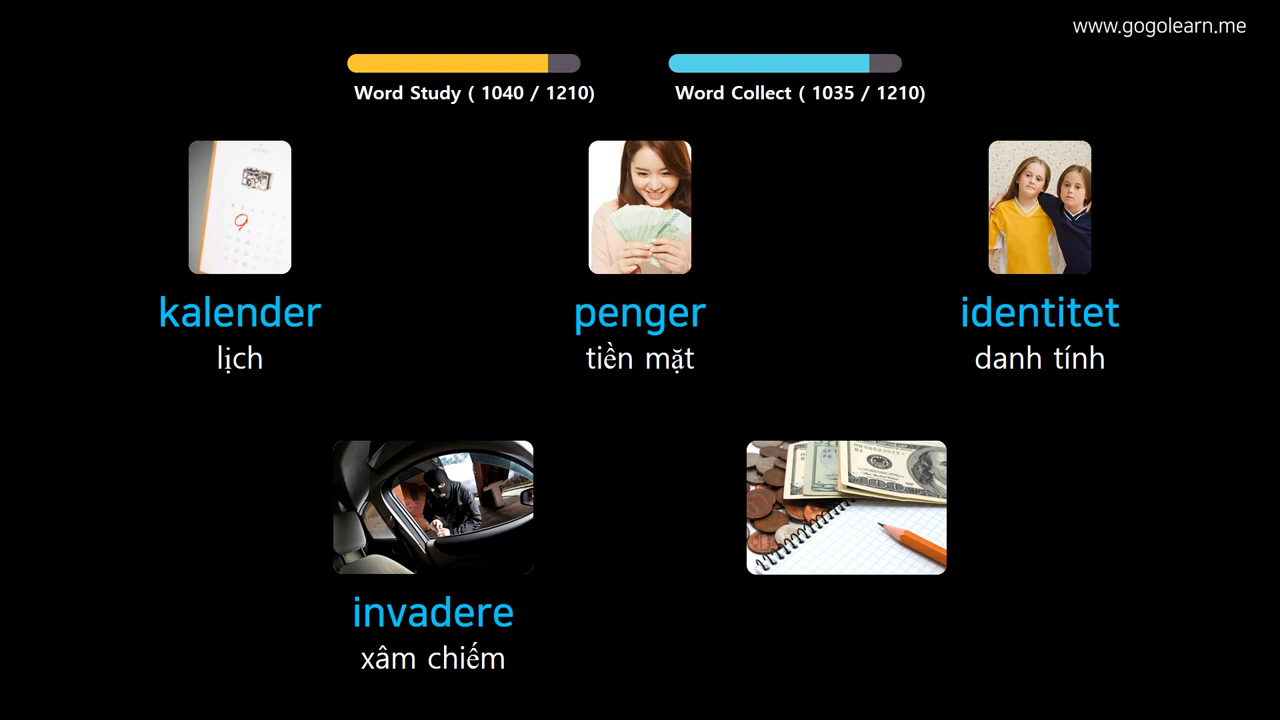 www.gogolearn.me
Word Study ( 1040 / 1210)
Word Collect ( 1035 / 1210)
kalender
lịch
penger
tiền mặt
identitet
danh tính
invadere
xâm chiếm